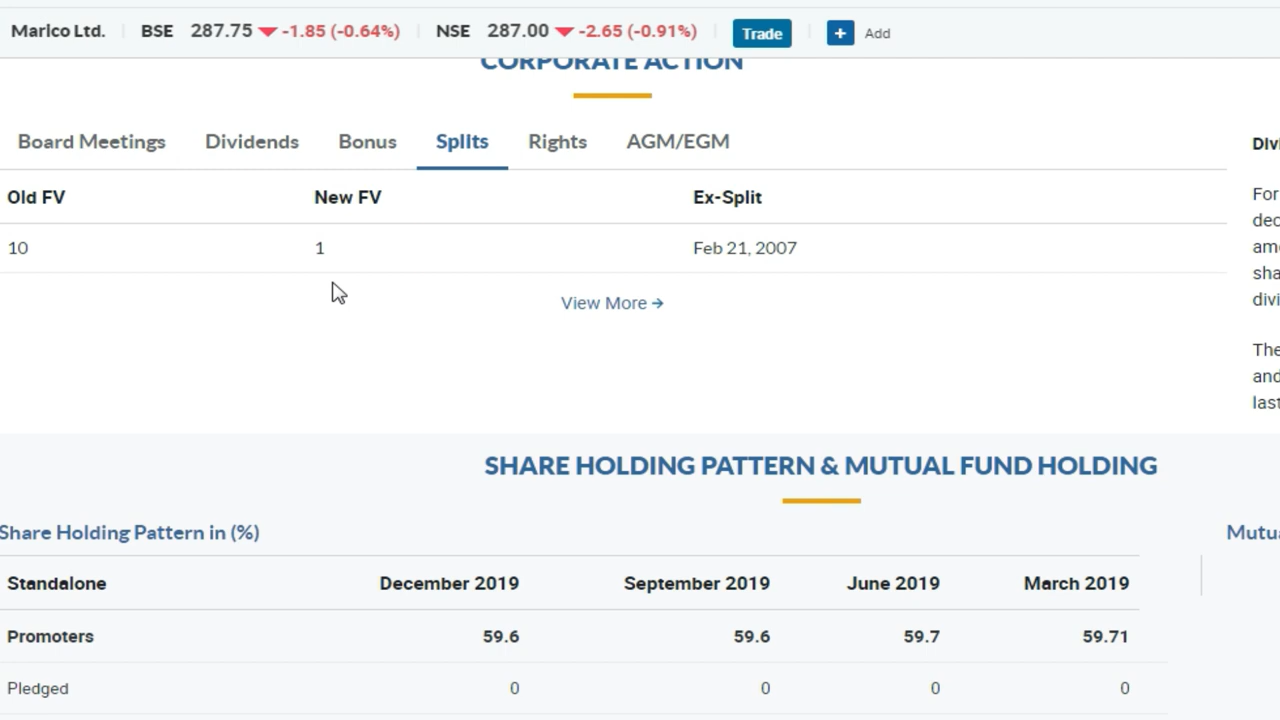 Marico Ltd. BSE 287.75 -1.85 (-0.64%) NSE 287.00 -2.65 (-0.91%) Trade + Add
CORPORATE ACTION
Board Meetings Dividends Bonus Splits Rights AGM/EGM
Old FV New FV Ex-Split
10 1 Feb 21, 2007
View More →
For
and
SHARE HOLDING PATTERN & MUTUAL FUND HOLDING
Share Holding Pattern in (%)
Standalone December 2019 September 2019 June 2019 March 2019
Promoters 59.6 59.6 59.7 59.71
Pledged 0 0 0 0